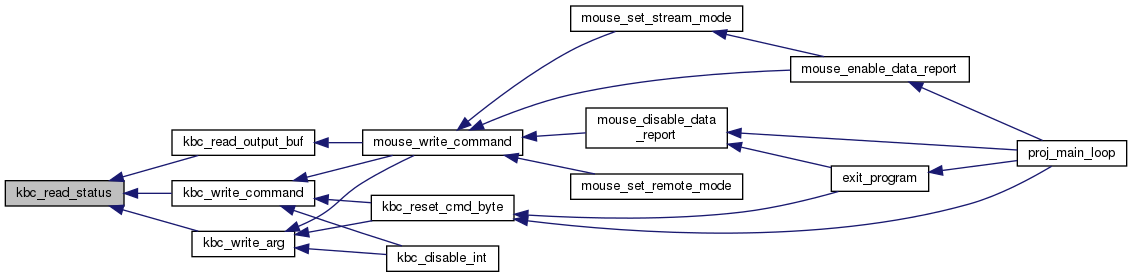 mouse_set_stream_mode
mouse_enable_data_report
mouse_disable_data
_report
kbc_read_output_buf
mouse_write_command
proj_main_loop
kbc_read_status
kbc_write_command
mouse_set_remote_mode
exit_program
kbc_reset_cmd_byte
kbc_write_arg
kbc_disable_int